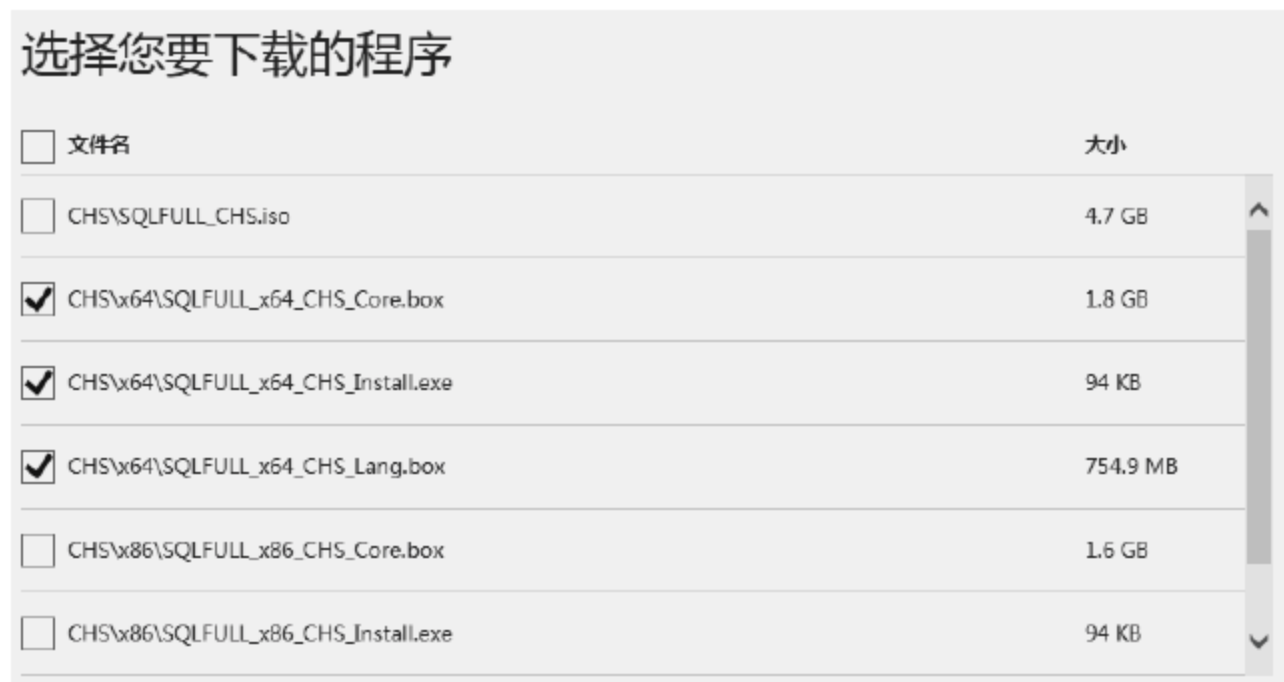 选择您要下载的程序
文件名 大小
CHS\SQLFULL_CHS.iso 4.7 GB
CHS\x64\SQLFULL_x64_CHS_Core.box 1.8 GB
CHS\x64\SQLFULL_x64_CHS_Install.exe 94 KB
CHS\x64\SQLFULL_x64_CHS_Lang.box 754.9 MB
CHS\x86\SQLFULL_x86_CHS_Core.box 1.6 GB
CHS\x86\SQLFULL_x86_CHS_Install.exe 94 KB